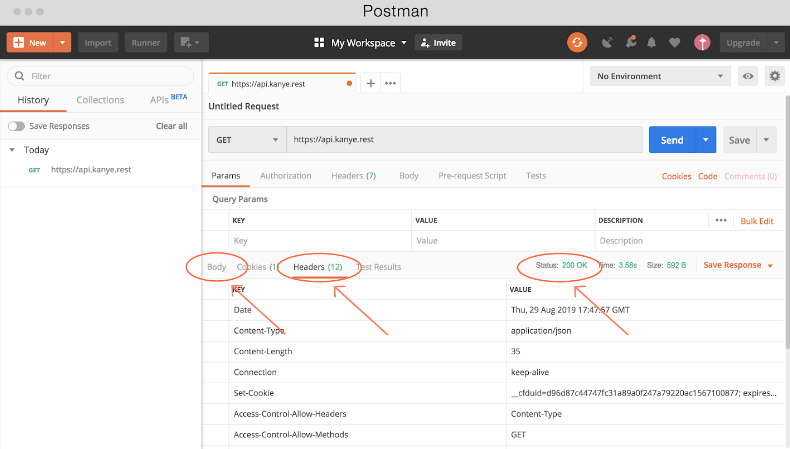 Postman
New Import Runner My Workspace Invite Upgrade
Filter
History Collections APIs BETA
Save Responses Clear all
Today
GET https://api.kanye.rest
GET https://api.kanye.rest + •••
No Environment
Untitled Request
GET https://api.kanye.rest Send Save
Params Authorization Headers (7) Body Pre-request Script Tests Cookies Code Comments (0)
Query Params
KEY VALUE DESCRIPTION ••• Bulk Edit
Key Value Description
Body Cookies (1) Headers (12) Test Results Status: 200 OK Time: 3.58s Size: 592 B Save Response
KEY VALUE
Date Thu, 29 Aug 2019 17:47:57 GMT
Content-Type application/json
Content-Length 35
Connection keep-alive
Set-Cookie __cfduid=d96d87c44747fc31a89a0f247a79220ac1567100877; expires...
Access-Control-Allow-Headers Content-Type
Access-Control-Allow-Methods GET